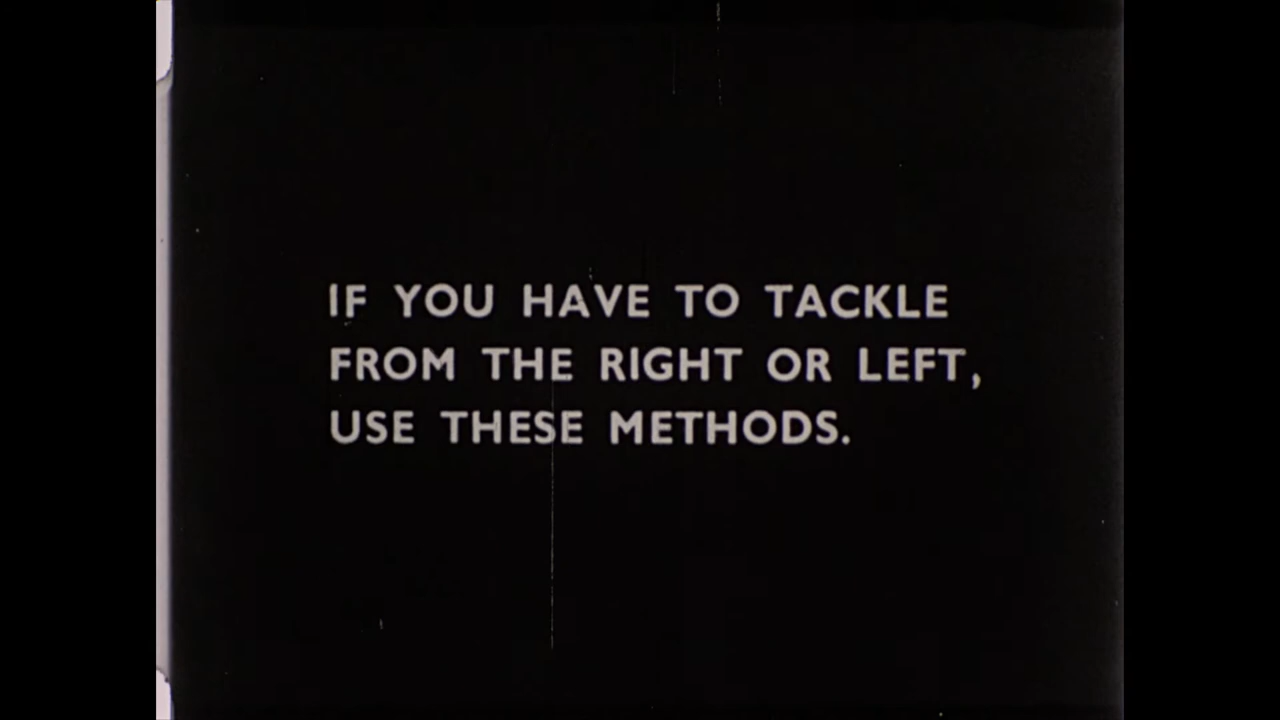 IF YOU HAVE TO TACKLE
FROM THE RIGHT OR LEFT,
USE THESE METHODS.